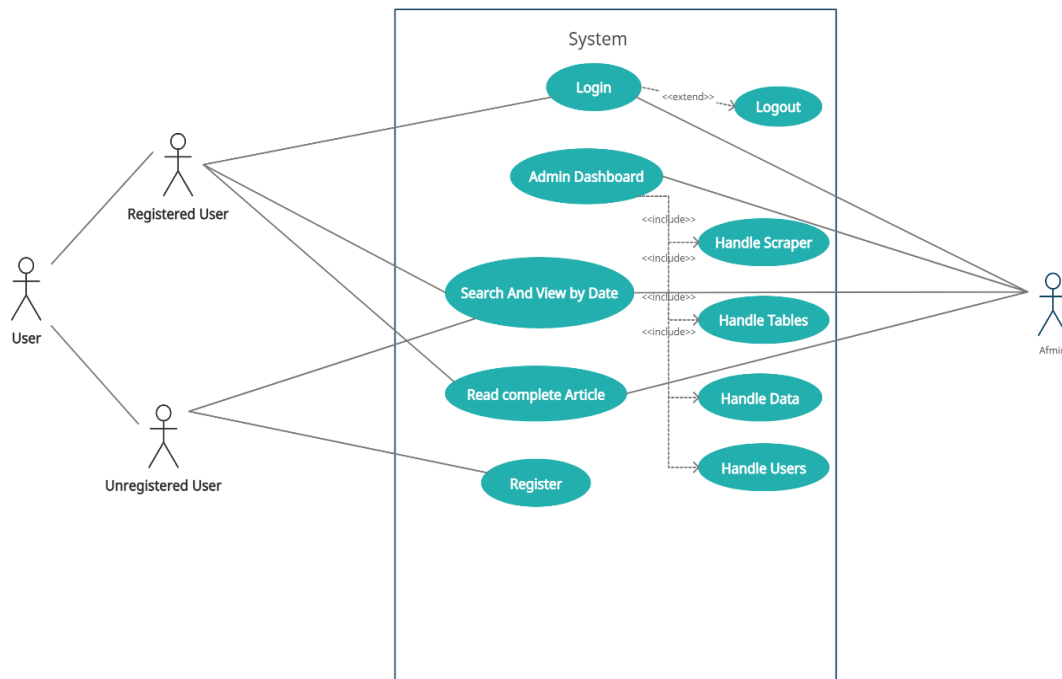 System
Login
<<extend>>
Logout
Registered User
Admin Dashboard
<<include>>
Handle Scraper
<<include>>
User
Search And View by Date
<<include>>
Handle Tables
<<include>>
Afmin
Read complete Article
Handle Data
Unregistered User
Register
Handle Users